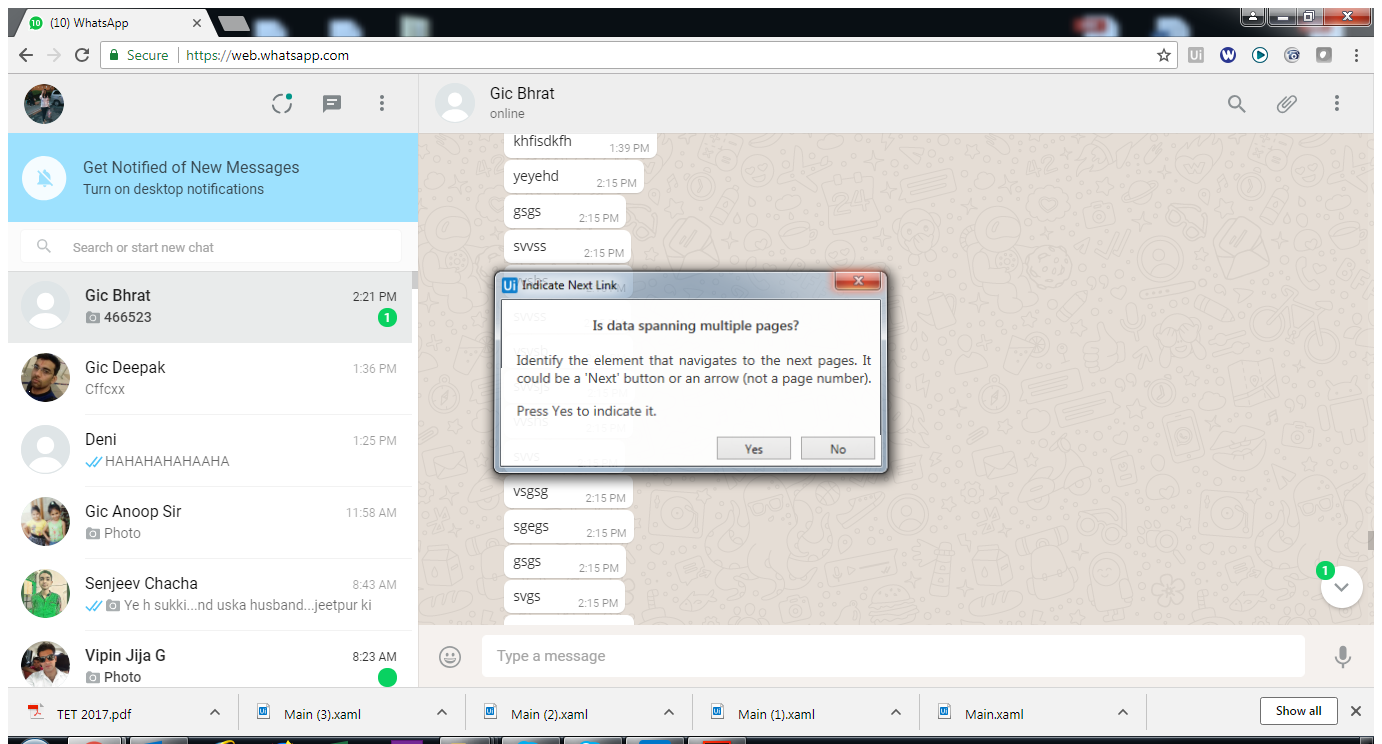 10 (10) WhatsApp
Secure https://web.whatsapp.com
Ui W
Gic Bhrat
online
Get Notified of New Messages
Turn on desktop notifications
Search or start new chat
Gic Bhrat 2:21 PM
466523 1
Gic Deepak 1:36 PM
Cffcxx
Deni 1:25 PM
HAHAHAHAHAAHA
Gic Anoop Sir 11:58 AM
Photo
Senjeev Chacha 8:43 AM
Ye h sukki...nd uska husband...jeetpur ki
Vipin Jija G 8:23 AM
Photo
khfisdkfh 1:39 PM
yeyehd 2:15 PM
gsgs 2:15 PM
svvss 2:15 PM
Ui Indicate Next Link
Is data spanning multiple pages?
Identify the element that navigates to the next pages. It
could be a 'Next' button or an arrow (not a page number).
Press Yes to indicate it.
Yes No
vsgsg 2:15 PM
sgegs 2:15 PM
gsgs 2:15 PM
svgs 2:15 PM
1
Type a message
TET 2017.pdf
Ui Main (3).xaml
Ui Main (2).xaml
Ui Main (1).xaml
Ui Main.xaml
Show all